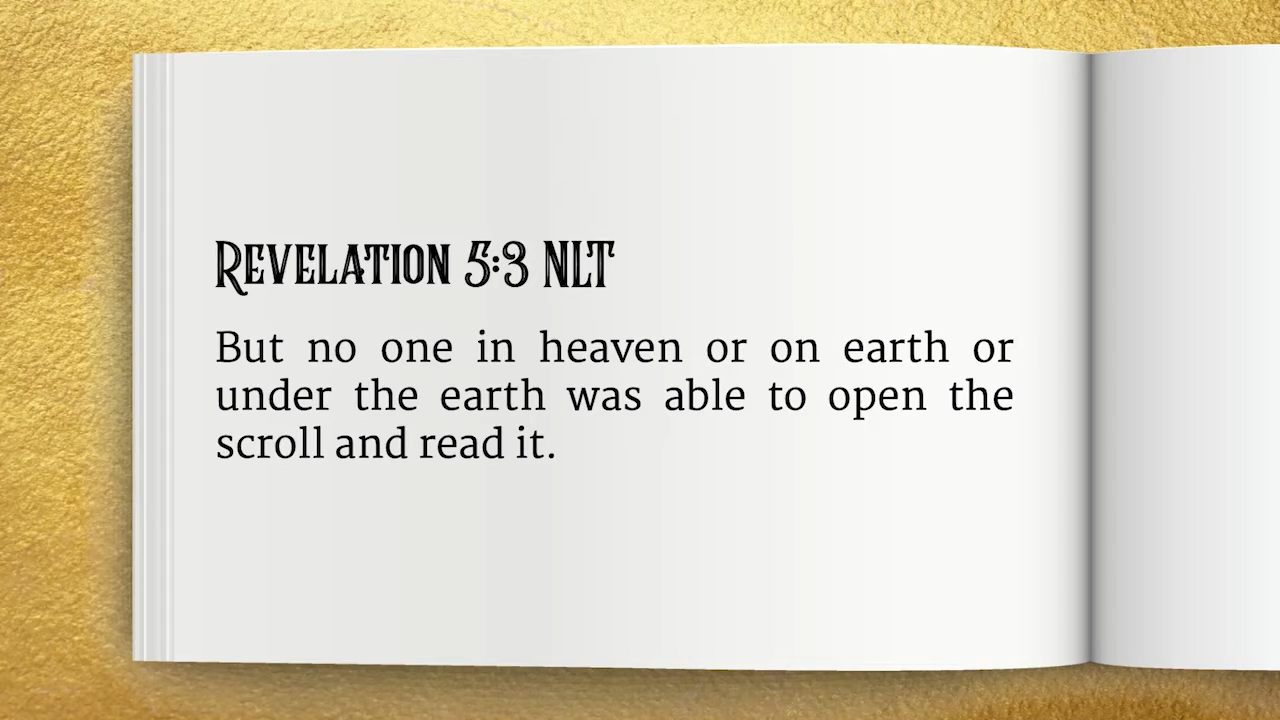 Revelation 5:3 NLT
But no one in heaven or on earth or
under the earth was able to open the
scroll and read it.